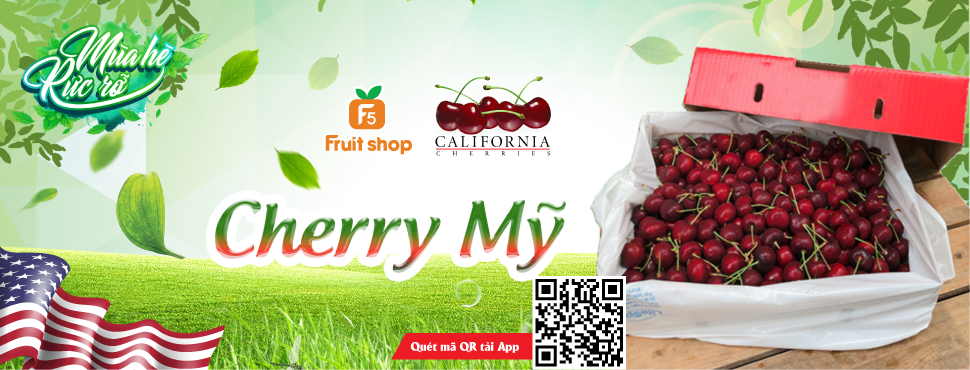 Mùa hè
Rực rỡ
F5
Fruit shop
CALIFORNIA
CHERRIES
Cherry Mỹ
Quét mã QR tải App